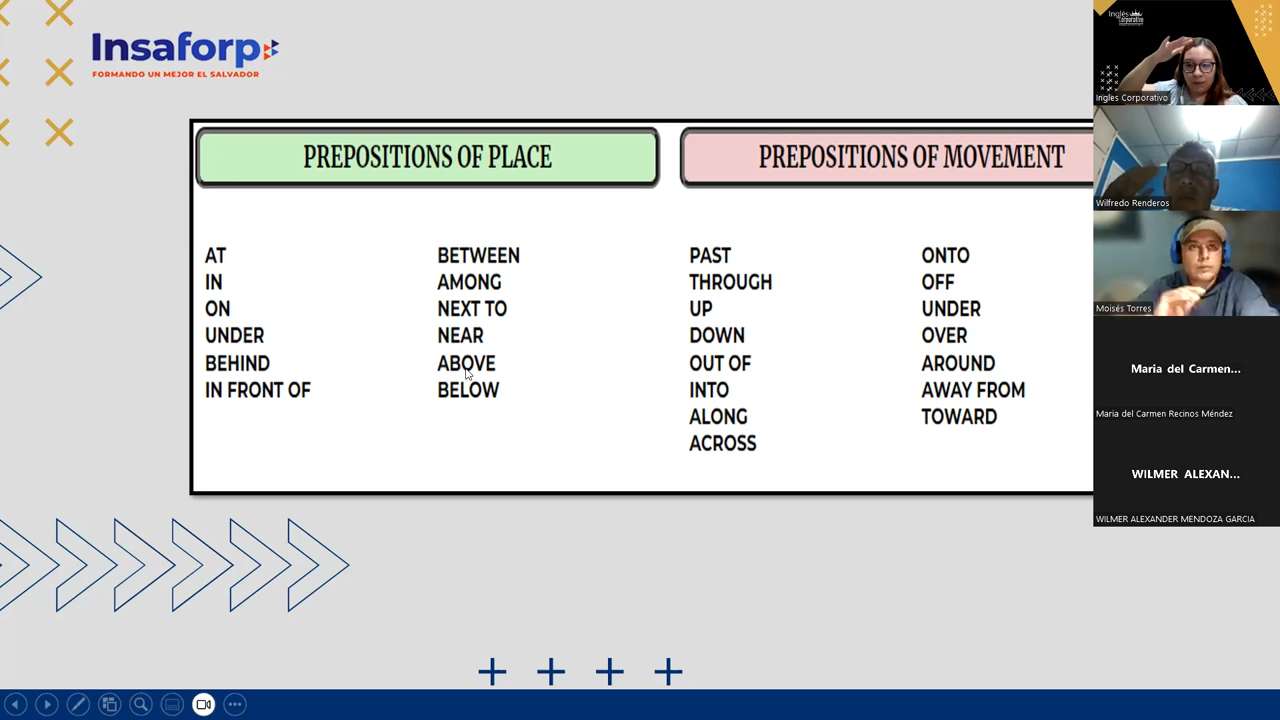 Insaforp
FORMANDO UN MEJOR EL SALVADOR
PREPOSITIONS OF PLACE
AT
IN
ON
UNDER
BEHIND
IN FRONT OF
BETWEEN
AMONG
NEXT TO
NEAR
ABOVE
BELOW
PREPOSITIONS OF MOVEMENT
PAST
THROUGH
UP
DOWN
OUT OF
INTO
ALONG
ACROSS
ONTO
OFF
UNDER
OVER
AROUND
AWAY FROM
TOWARD
Inglés
Corporativo
Ingles Corporativo
Wilfredo Renderos
Moisés Torres
Maria del Carmen...
Maria del Carmen Recinos Méndez
WILMER ALEXAN...
WILMER ALEXANDER MENDOZA GARCIA